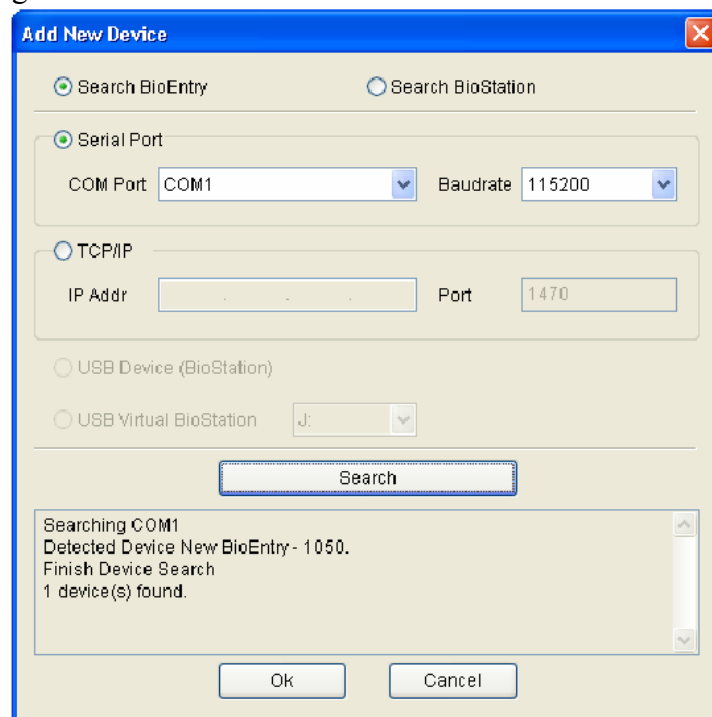 Add New Device
Search BioEntry Search BioStation
Serial Port
COM Port COM1 Baudrate 115200
TCP/IP
IP Addr . . . Port 1470
USB Device (BioStation)
USB Virtual BioStation J:
Search
Searching COM1
Detected Device New BioEntry - 1050.
Finish Device Search
1 device(s) found.
Ok Cancel